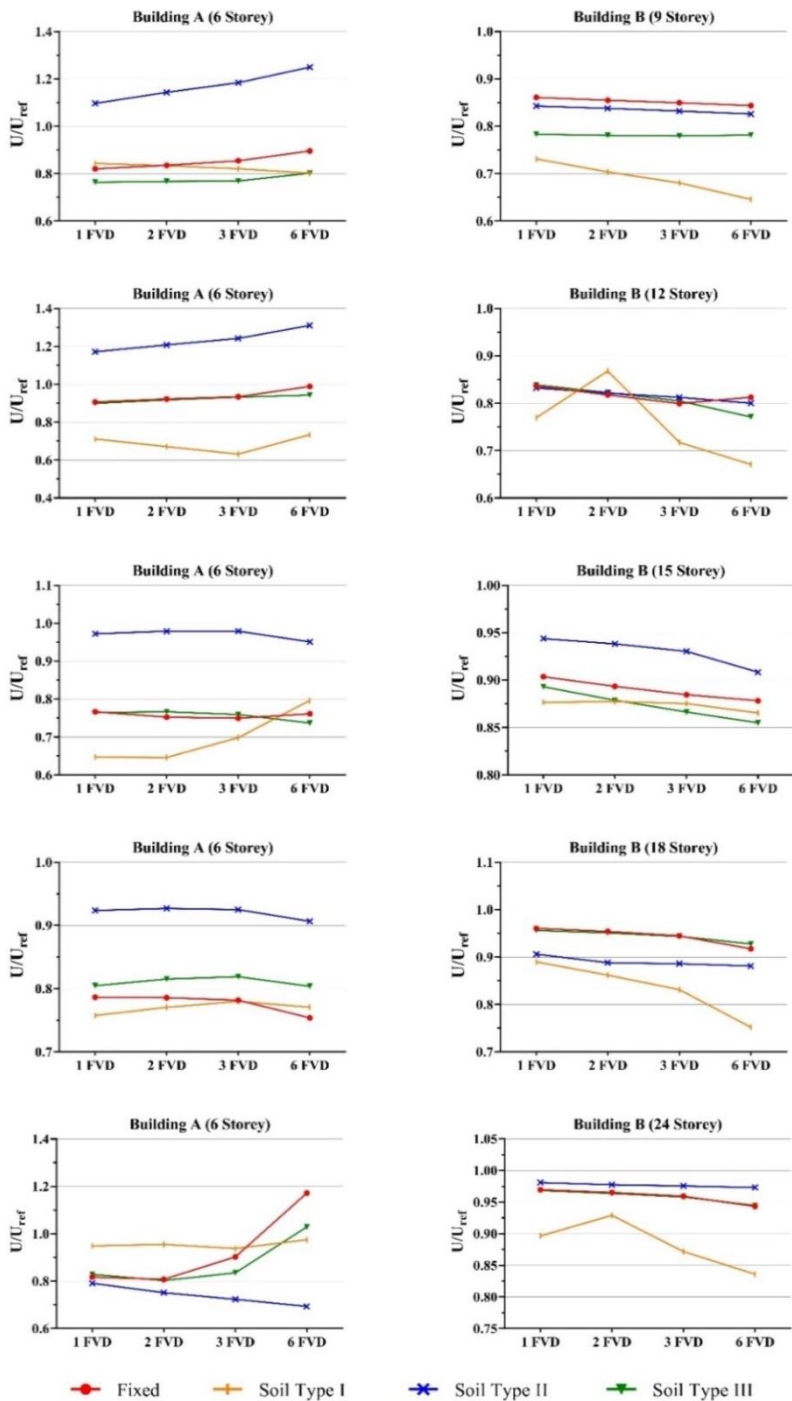 Building A (6 Storey)
U/Uref
1.4
1.2
1.0
0.8
0.6
1 FVD 2 FVD 3 FVD 6 FVD
Building B (9 Storey)
U/Uref
1.0
0.9
0.8
0.7
0.6
1 FVD 2 FVD 3 FVD 6 FVD
Building A (6 Storey)
U/Uref
1.4
1.2
1.0
0.8
0.6
0.4
1 FVD 2 FVD 3 FVD 6 FVD
Building B (12 Storey)
U/Uref
1.0
0.9
0.8
0.7
0.6
1 FVD 2 FVD 3 FVD 6 FVD
Building A (6 Storey)
U/Uref
1.1
1.0
0.9
0.8
0.7
0.6
1 FVD 2 FVD 3 FVD 6 FVD
Building B (15 Storey)
U/Uref
1.00
0.95
0.90
0.85
0.80
1 FVD 2 FVD 3 FVD 6 FVD
Building A (6 Storey)
U/Uref
1.0
0.9
0.8
0.7
1 FVD 2 FVD 3 FVD 6 FVD
Building B (18 Storey)
U/Uref
1.1
1.0
0.9
0.8
0.7
1 FVD 2 FVD 3 FVD 6 FVD
Building A (6 Storey)
U/Uref
1.4
1.2
1.0
0.8
0.6
1 FVD 2 FVD 3 FVD 6 FVD
Building B (24 Storey)
U/Uref
1.05
1.00
0.95
0.90
0.85
0.80
0.75
1 FVD 2 FVD 3 FVD 6 FVD
Fixed Soil Type I Soil Type II Soil Type III